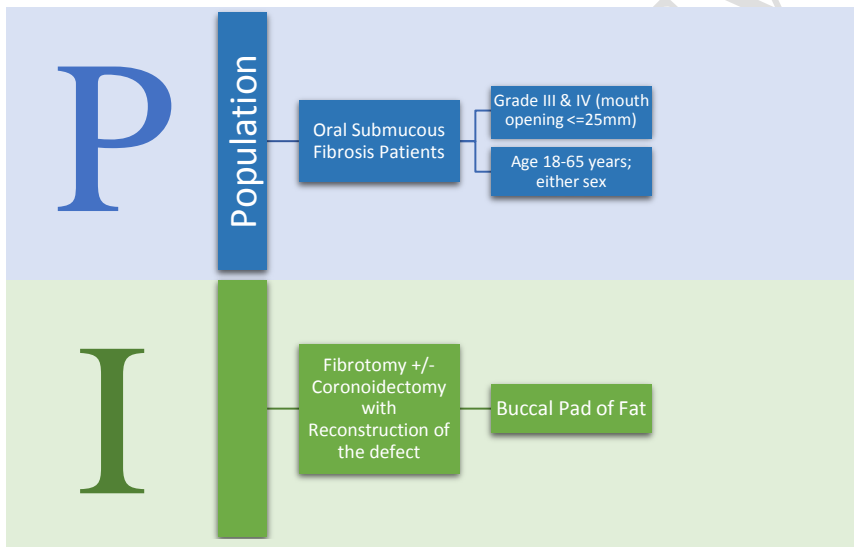 P
Population
Oral Submucous
Fibrosis Patients
Grade III & IV (mouth
opening <=25mm)
Age 18-65 years;
either sex
I
Fibrotomy +/-
Coronoidectomy
with
Reconstruction of
the defect
Buccal Pad of Fat